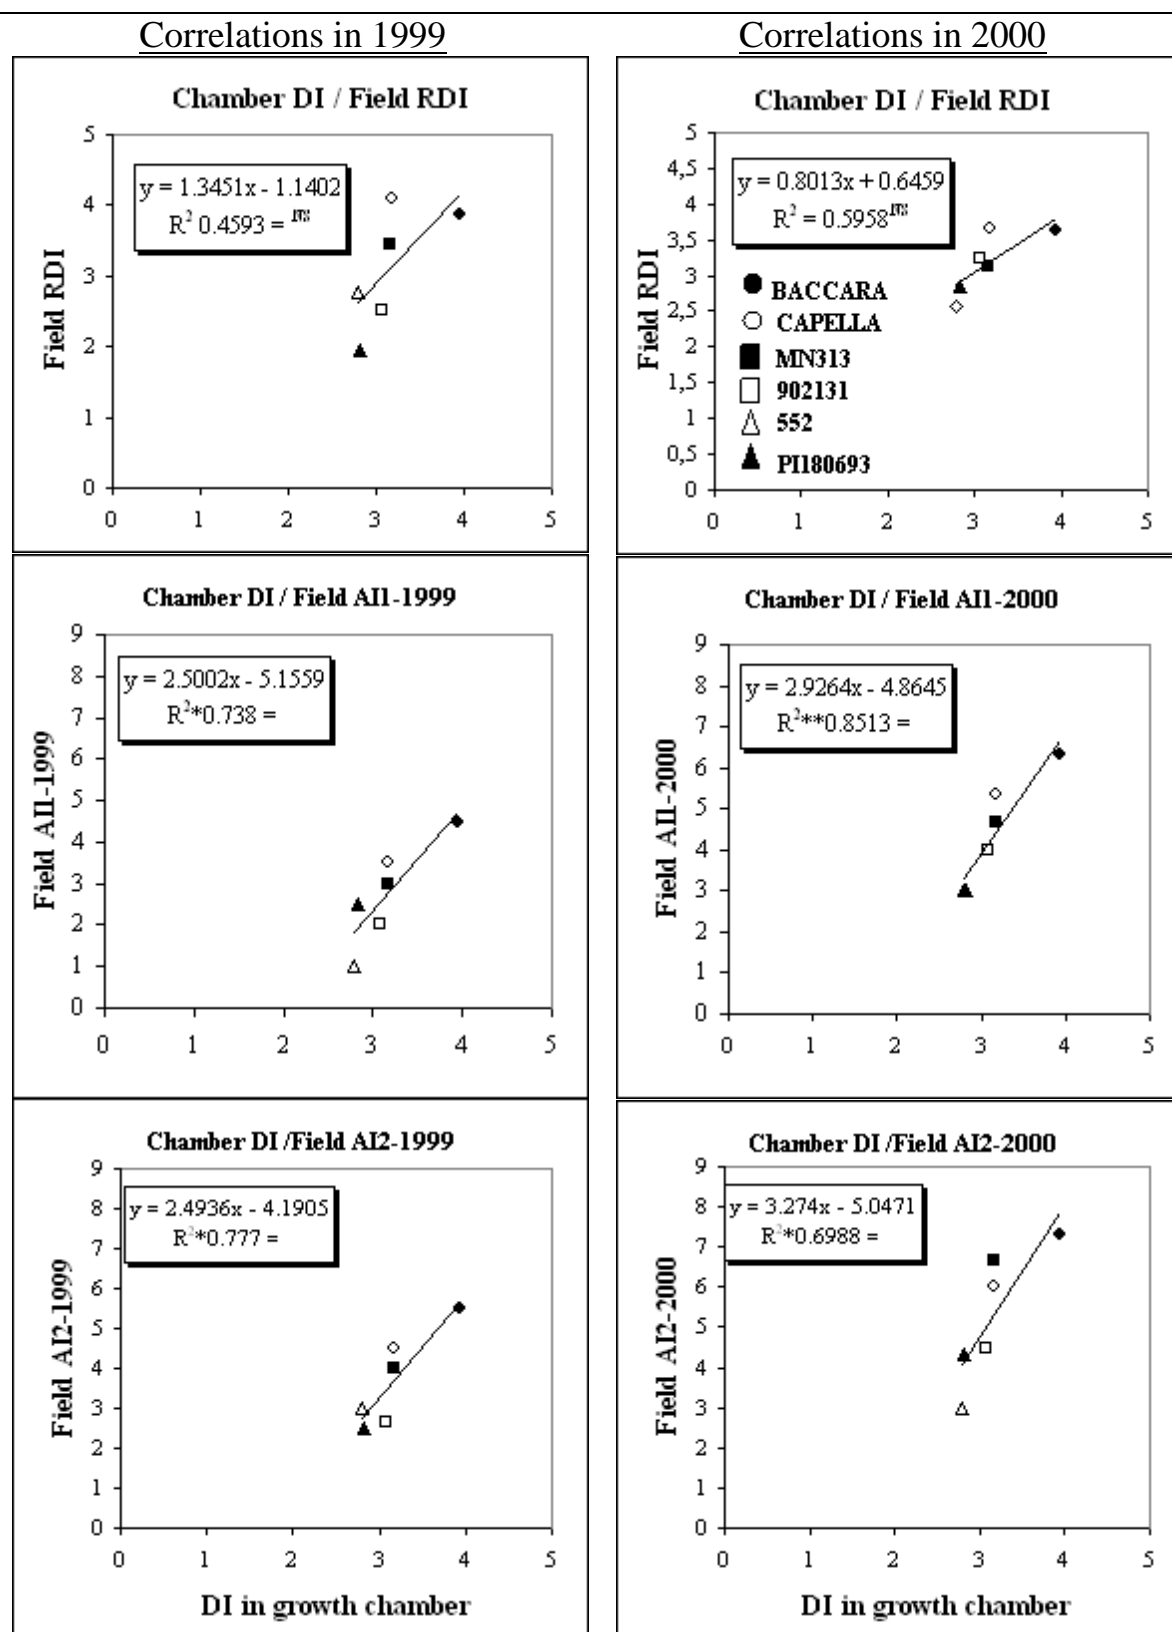 Correlations in 1999
Correlations in 2000
Chamber DI / Field RDI
5
4
3
2
1
0
0 1 2 3 4 5
Field RDI
y = 1.3451x - 1.1402
R² 0.4593 = ns
Chamber DI / Field RDI
5
4,5
4
3,5
3
2,5
2
1,5
1
0,5
0
0 1 2 3 4 5
Field RDI
y = 0.8013x + 0.6459
R² = 0.5958ns
BACCARA
CAPELLA
MN313
902131
552
PI180693
Chamber DI / Field AI1-1999
9
8
7
6
5
4
3
2
1
0
0 1 2 3 4 5
Field AI1-1999
y = 2.5002x - 5.1559
R²*0.738 =
Chamber DI / Field AI1-2000
9
8
7
6
5
4
3
2
1
0
0 1 2 3 4 5
Field AI1-2000
y = 2.9264x - 4.8645
R²**0.8513 =
Chamber DI /Field AI2-1999
9
8
7
6
5
4
3
2
1
0
0 1 2 3 4 5
Field AI2-1999
y = 2.4936x - 4.1905
R²*0.777 =
DI in growth chamber
Chamber DI /Field AI2-2000
9
8
7
6
5
4
3
2
1
0
0 1 2 3 4 5
Field AI2-2000
y = 3.274x - 5.0471
R²*0.6988 =
DI in growth chamber